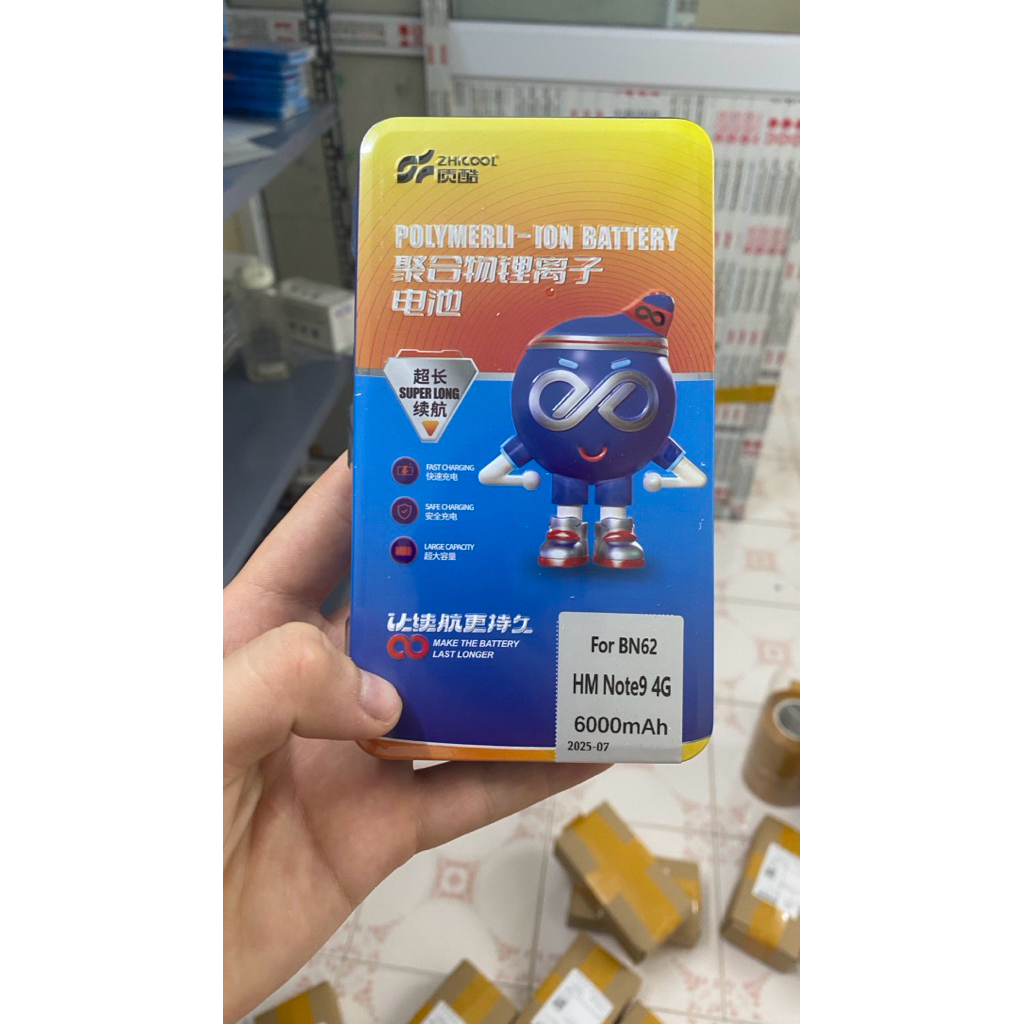 ZHICOOL
质酷
POLYMERLI-ION BATTERY
聚合物锂离子
电池
超长
SUPER LONG
续航
FAST CHARGING
快速充电
SAFE CHARGING
安全充电
LARGE CAPACITY
超大容量
让续航更持久
MAKE THE BATTERY
LAST LONGER
For BN62
HM Note9 4G
6000mAh
2025-07